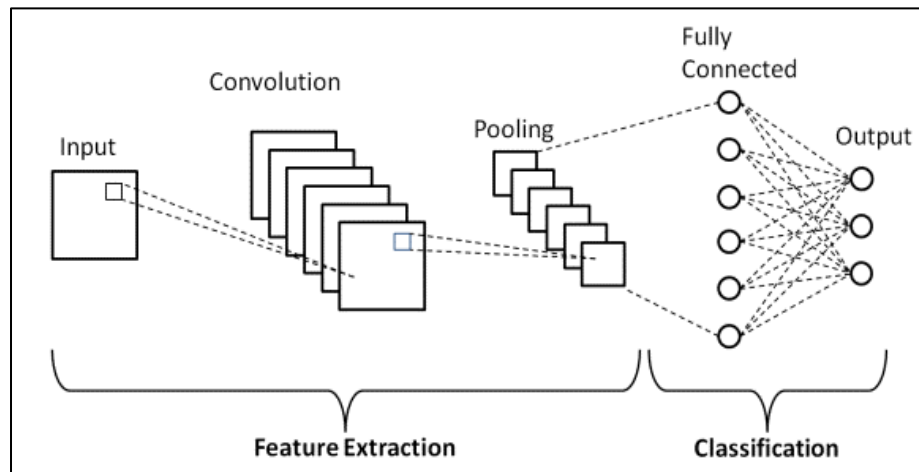 Input
Convolution
Pooling
Fully
Connected
Output
Feature Extraction
Classification